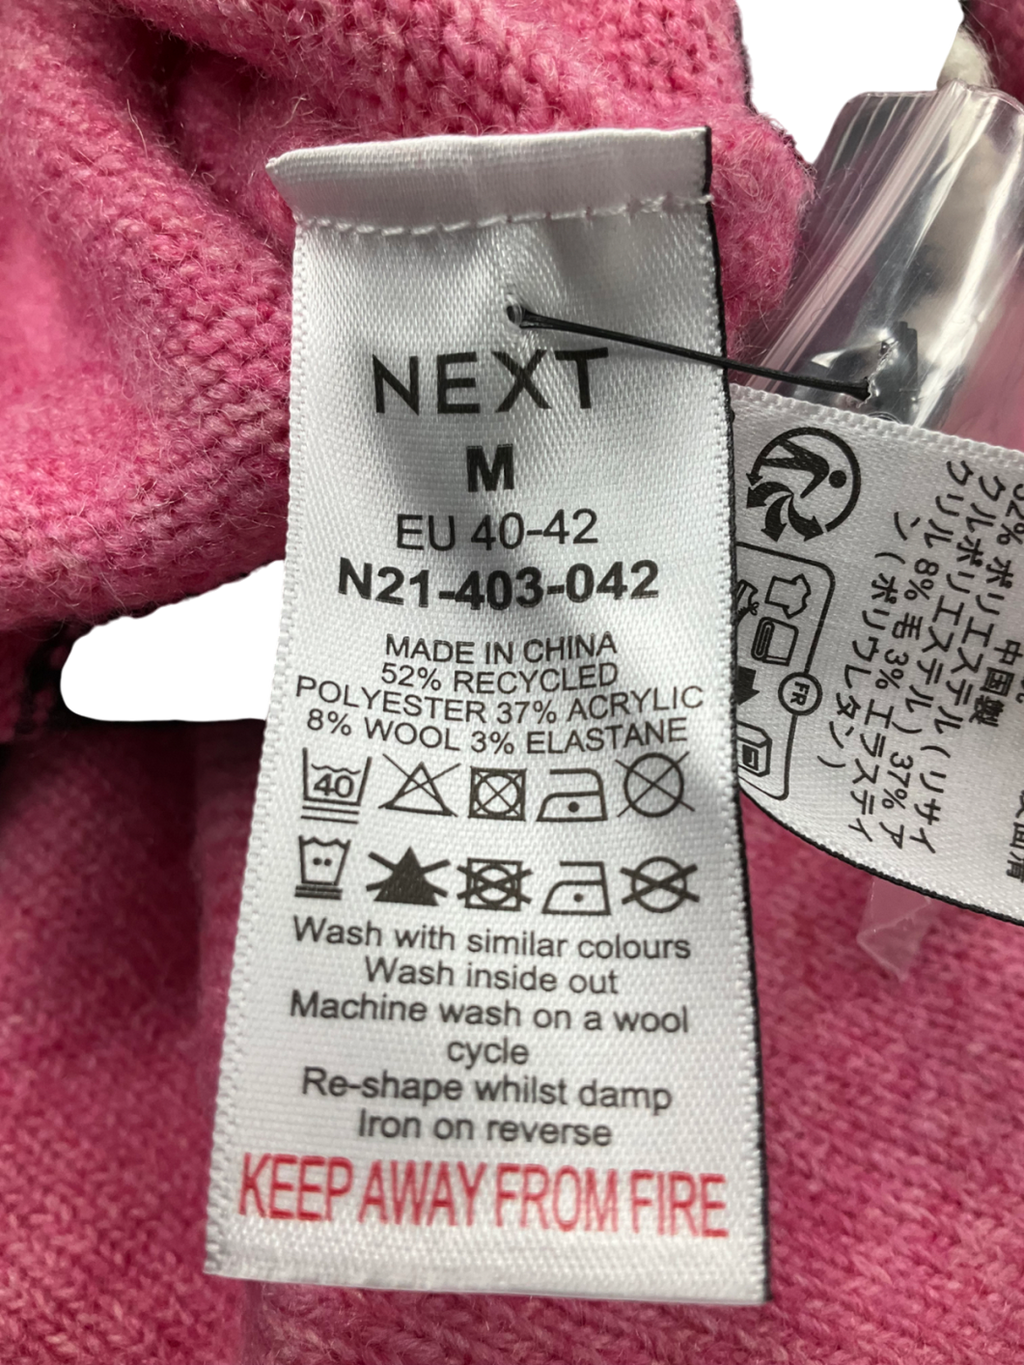 NEXT
M
EU 40-42
N21-403-042
MADE IN CHINA
52% RECYCLED
POLYESTER 37% ACRYLIC
8% WOOL 3% ELASTANE
40
Wash with similar colours
Wash inside out
Machine wash on a wool
cycle
Re-shape whilst damp
Iron on reverse
KEEP AWAY FROM FIRE
中国製
52% ポリエステル (リサイ
クルポリエステル) 37% ア
クリル 8% 毛 3% エラスティ
ン (ポリウレタン)
FR